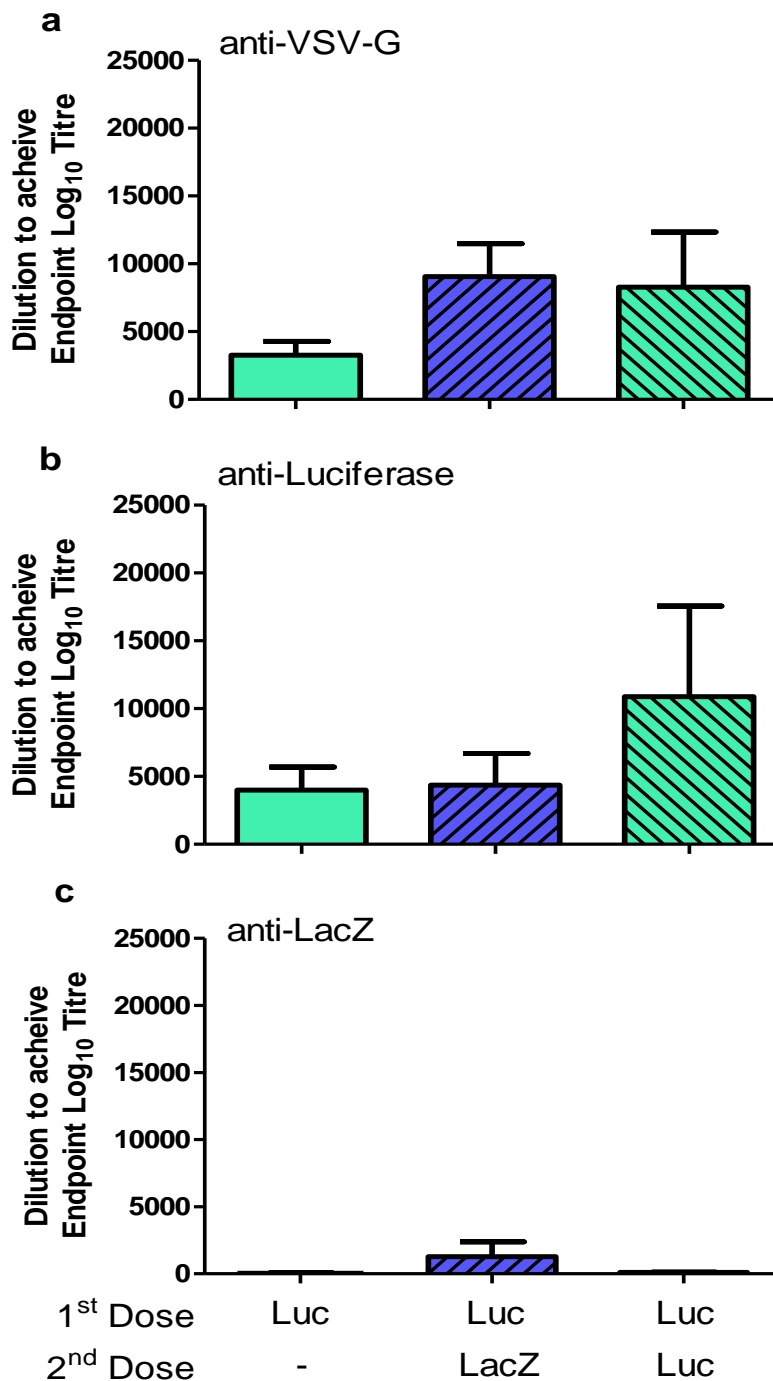 a
anti-VSV-G
Dilution to acheive
Endpoint Log10 Titre
25000
20000
15000
10000
5000
0
b
anti-Luciferase
Dilution to acheive
Endpoint Log10 Titre
25000
20000
15000
10000
5000
0
c
anti-LacZ
Dilution to acheive
Endpoint Log10 Titre
25000
20000
15000
10000
5000
0
1st Dose Luc Luc Luc
2nd Dose - LacZ Luc